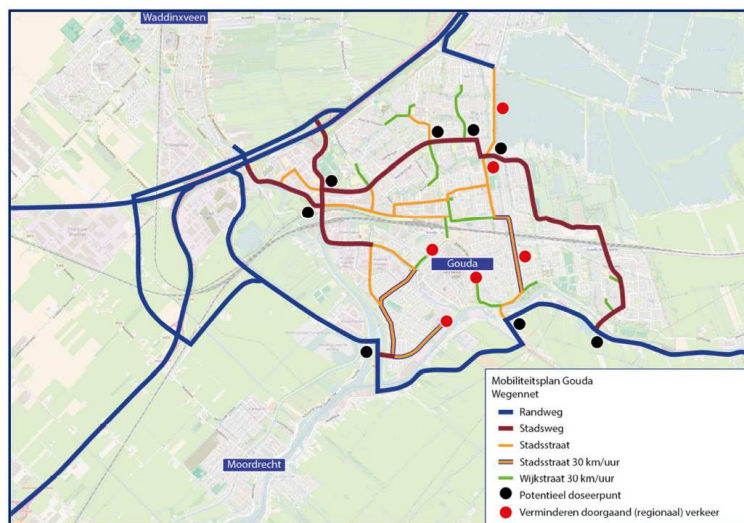 Waddinxveen
Gouda
Moordrecht
Mobiliteitsplan Gouda
Wegennet
Randweg
Stadsweg
Stadsstraat
Stadsstraat 30 km/uur
Wijkstraat 30 km/uur
Potentieel doseerpunt
Verminderen doorgaand (regionaal) verkeer